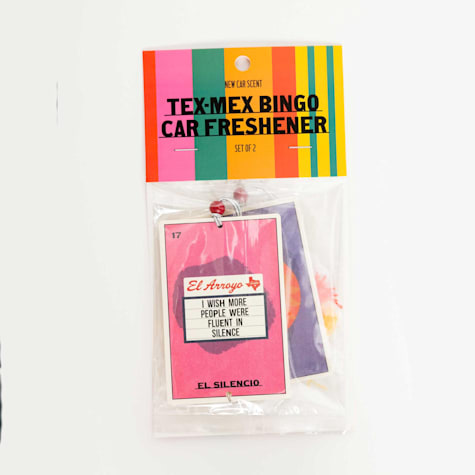 NEW CAR SCENT
TEX-MEX BINGO
CAR FRESHENER
SET OF 2
17
El Arroyo
I WISH MORE
PEOPLE WERE
FLUENT IN
SILENCE
EL SILENCIO